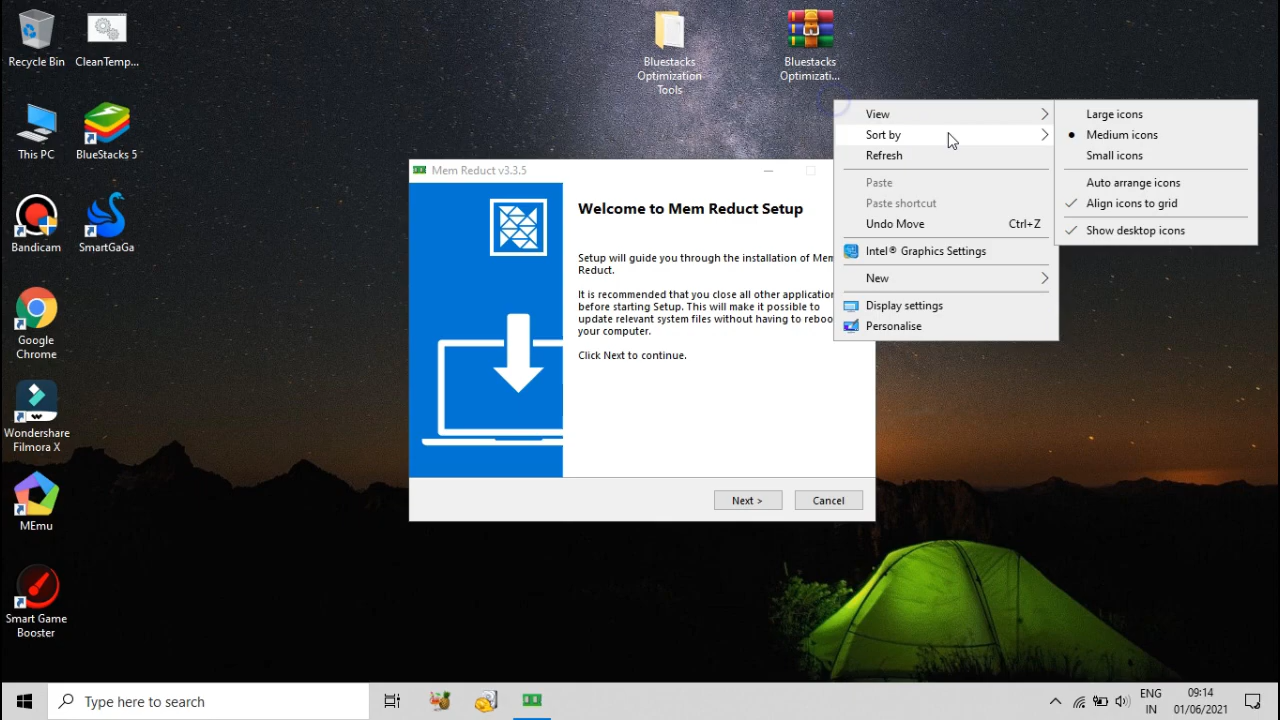 Recycle Bin
CleanTemp...
This PC
BlueStacks 5
Bandicam
SmartGaGa
Google
Chrome
Wondershare
Filmora X
MEmu
Smart Game
Booster
Bluestacks
Optimization
Tools
Bluestacks
Optimizati...
Mem Reduct v3.3.5
Welcome to Mem Reduct Setup
Setup will guide you through the installation of Mem
Reduct.
It is recommended that you close all other application
before starting Setup. This will make it possible to
update relevant system files without having to reboo
your computer.
Click Next to continue.
Next >
Cancel
View
Sort by
Refresh
Paste
Paste shortcut
Undo Move Ctrl+Z
Intel® Graphics Settings
New
Display settings
Personalise
Large icons
Medium icons
Small icons
Auto arrange icons
Align icons to grid
Show desktop icons
Type here to search
ENG
IN
09:14
01/06/2021